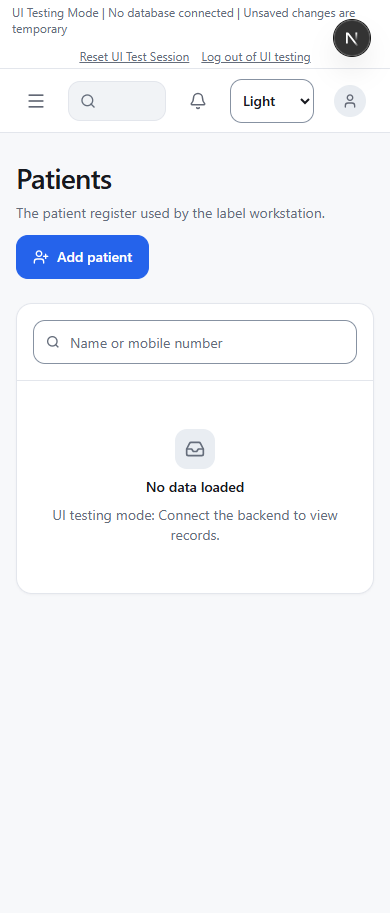 UI Testing Mode | No database connected | Unsaved changes are
temporary
Reset UI Test Session Log out of UI testing
N
Light
Patients
The patient register used by the label workstation.
Add patient
Name or mobile number
No data loaded
UI testing mode: Connect the backend to view
records.